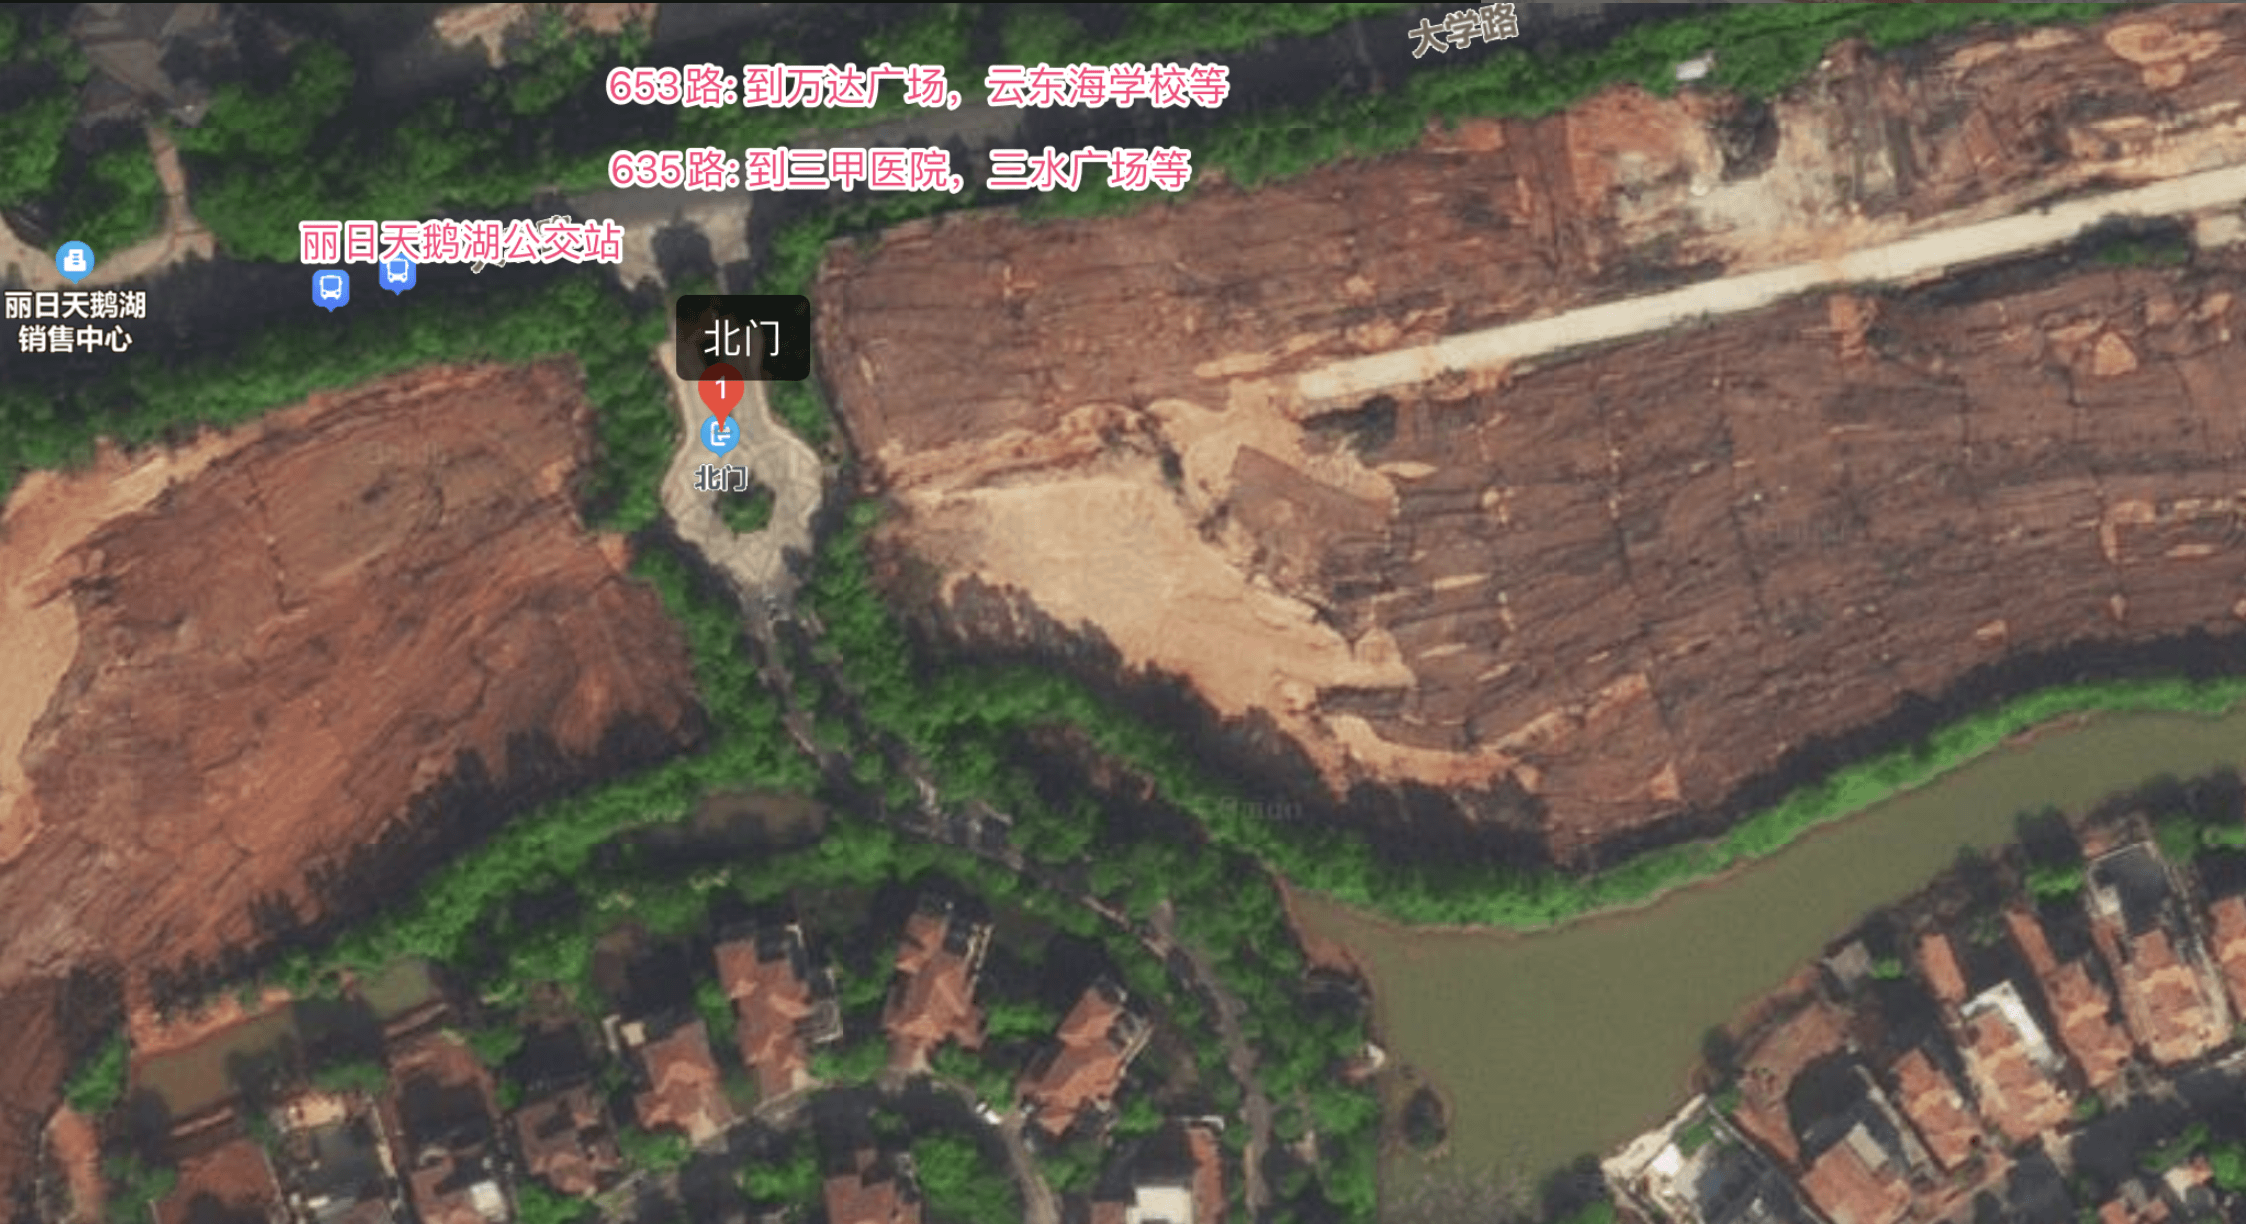 大学路
653路: 到万达广场，云东海学校等
635路: 到三甲医院，三水广场等
丽日天鹅湖公交站
丽日天鹅湖
销售中心
北门
1
北门